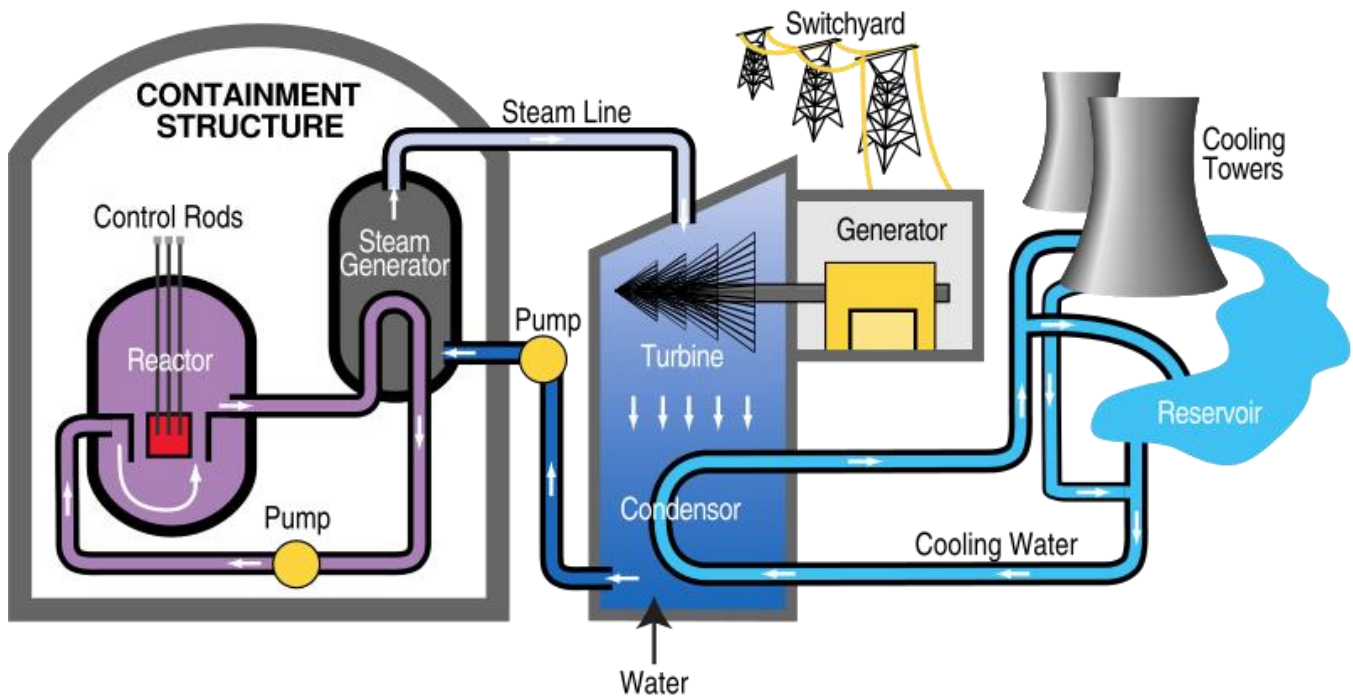 Switchyard
CONTAINMENT
STRUCTURE
Steam Line
Cooling
Towers
Control Rods
Steam
Generator
Generator
Pump
Reactor
Turbine
Reservoir
Condensor
Pump
Cooling Water
Water